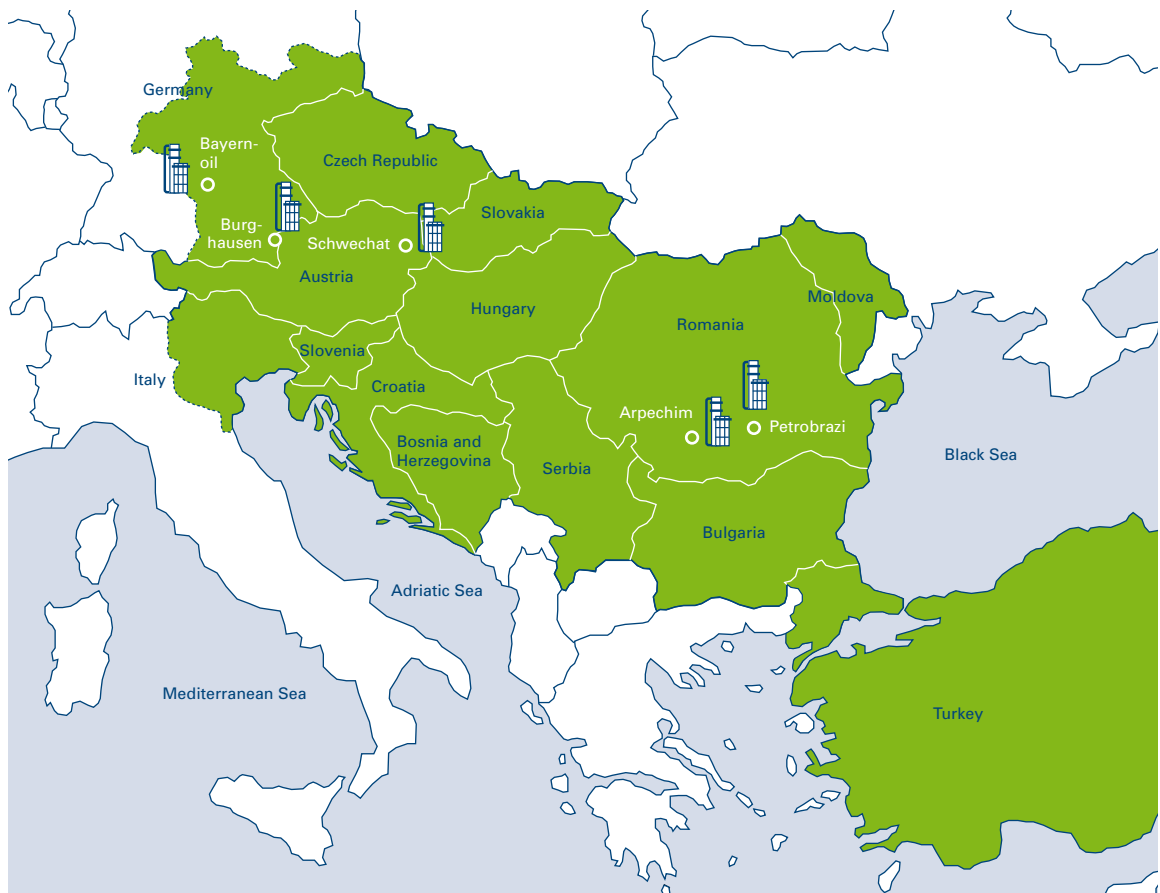 Germany
Bayern-
oil
Czech Republic
Slovakia
Burg-
hausen
Schwechat
Austria
Hungary
Moldova
Romania
Slovenia
Italy
Croatia
Arpechim
Petrobrazi
Bosnia and
Herzegovina
Serbia
Black Sea
Bulgaria
Adriatic Sea
Mediterranean Sea
Turkey